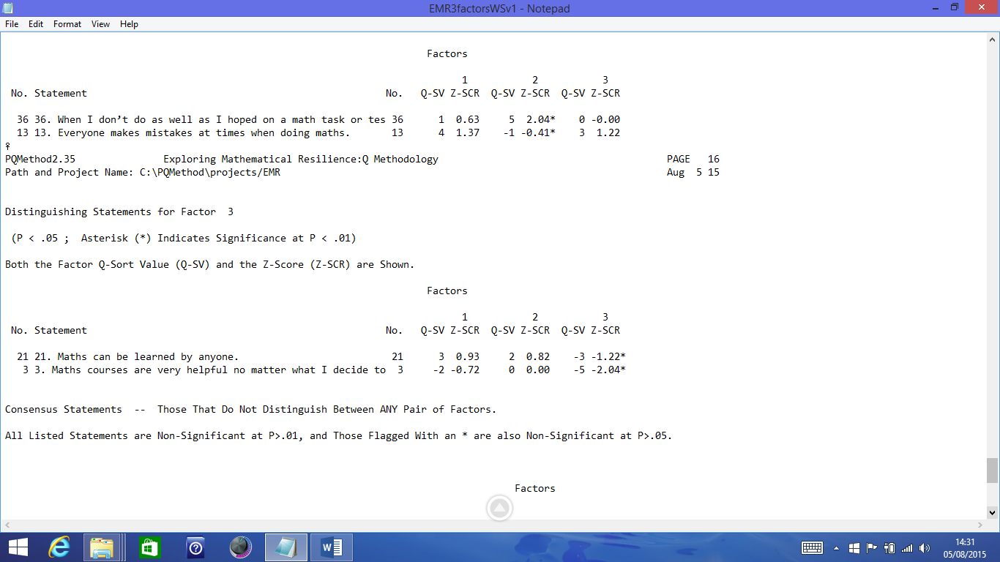 EMR3factorsWSv1 - Notepad
File Edit Format View Help
Factors
1 2 3
No. Statement No. Q-SV Z-SCR Q-SV Z-SCR Q-SV Z-SCR
36 36. When I don’t do as well as I hoped on a math task or tes 36 1 0.63 5 2.04* 0 -0.00
13 13. Everyone makes mistakes at times when doing maths. 13 4 1.37 -1 -0.41* 3 1.22
PQMethod2.35 Exploring Mathematical Resilience:Q Methodology PAGE 16
Path and Project Name: C:\PQMethod\projects/EMR Aug 5 15
Distinguishing Statements for Factor 3
(P < .05 ; Asterisk (*) Indicates Significance at P < .01)
Both the Factor Q-Sort Value (Q-SV) and the Z-Score (Z-SCR) are Shown.
Factors
1 2 3
No. Statement No. Q-SV Z-SCR Q-SV Z-SCR Q-SV Z-SCR
21 21. Maths can be learned by anyone. 21 3 0.93 2 0.82 -3 -1.22*
3 3. Maths courses are very helpful no matter what I decide to 3 -2 -0.72 0 0.00 -5 -2.04*
Consensus Statements -- Those That Do Not Distinguish Between ANY Pair of Factors.
All Listed Statements are Non-Significant at P>.01, and Those Flagged With an * are also Non-Significant at P>.05.
Factors
14:31
05/08/2015